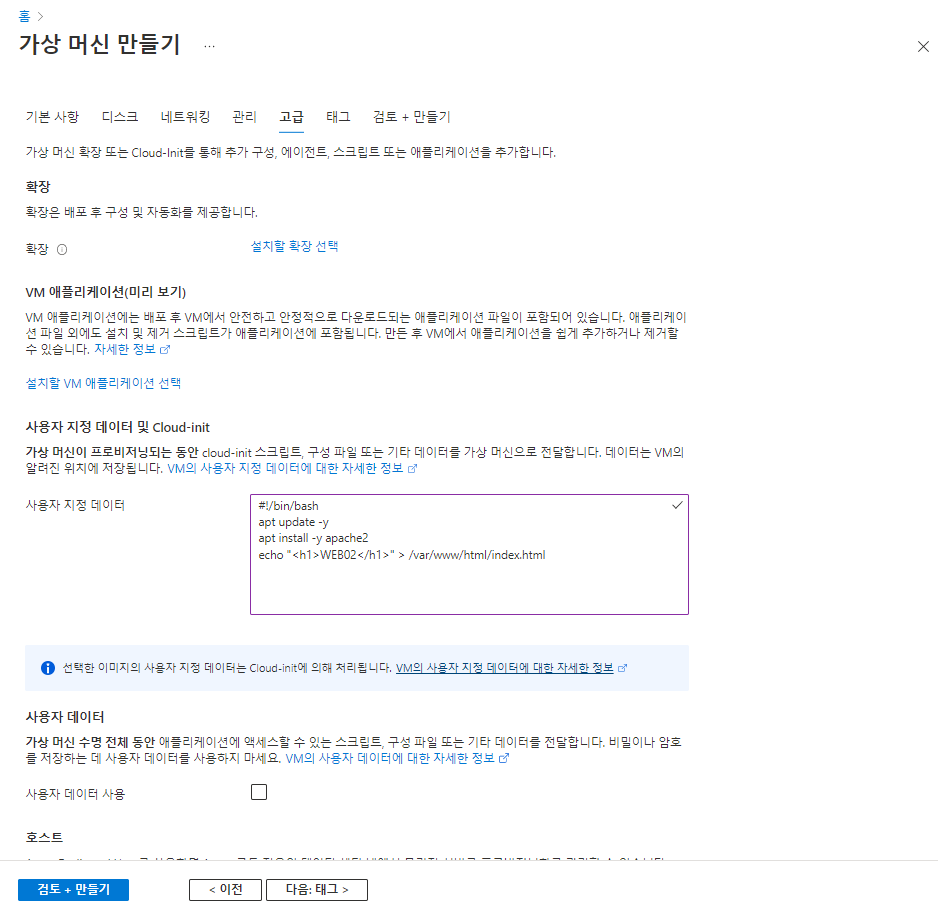 홈 >
가상 머신 만들기 ...
기본 사항 디스크 네트워킹 관리 고급 태그 검토 + 만들기
가상 머신 확장 또는 Cloud-Init를 통해 추가 구성, 에이전트, 스크립트 또는 애플리케이션을 추가합니다.
확장
확장은 배포 후 구성 및 자동화를 제공합니다.
확장 설치할 확장 선택
VM 애플리케이션(미리 보기)
VM 애플리케이션에는 배포 후 VM에서 안전하고 안정적으로 다운로드되는 애플리케이션 파일이 포함되어 있습니다. 애플리케이
션 파일 외에도 설치 및 제거 스크립트가 애플리케이션에 포함됩니다. 만든 후 VM에서 애플리케이션을 쉽게 추가하거나 제거할
수 있습니다. 자세한 정보
설치할 VM 애플리케이션 선택
사용자 지정 데이터 및 Cloud-init
가상 머신이 프로비저닝되는 동안 cloud-init 스크립트, 구성 파일 또는 기타 데이터를 가상 머신으로 전달합니다. 데이터는 VM의
알려진 위치에 저장됩니다. VM의 사용자 지정 데이터에 대한 자세한 정보
사용자 지정 데이터
#!/bin/bash
apt update -y
apt install -y apache2
echo "<h1>WEB02</h1>" > /var/www/html/index.html
선택한 이미지의 사용자 지정 데이터는 Cloud-init에 의해 처리됩니다. VM의 사용자 지정 데이터에 대한 자세한 정보
사용자 데이터
가상 머신 수명 전체 동안 애플리케이션에 액세스할 수 있는 스크립트, 구성 파일 또는 기타 데이터를 전달합니다. 비밀이나 암호
를 저장하는 데 사용자 데이터를 사용하지 마세요. VM의 사용자 데이터에 대한 자세한 정보
사용자 데이터 사용
호스트
검토 + 만들기 < 이전 다음: 태그 >